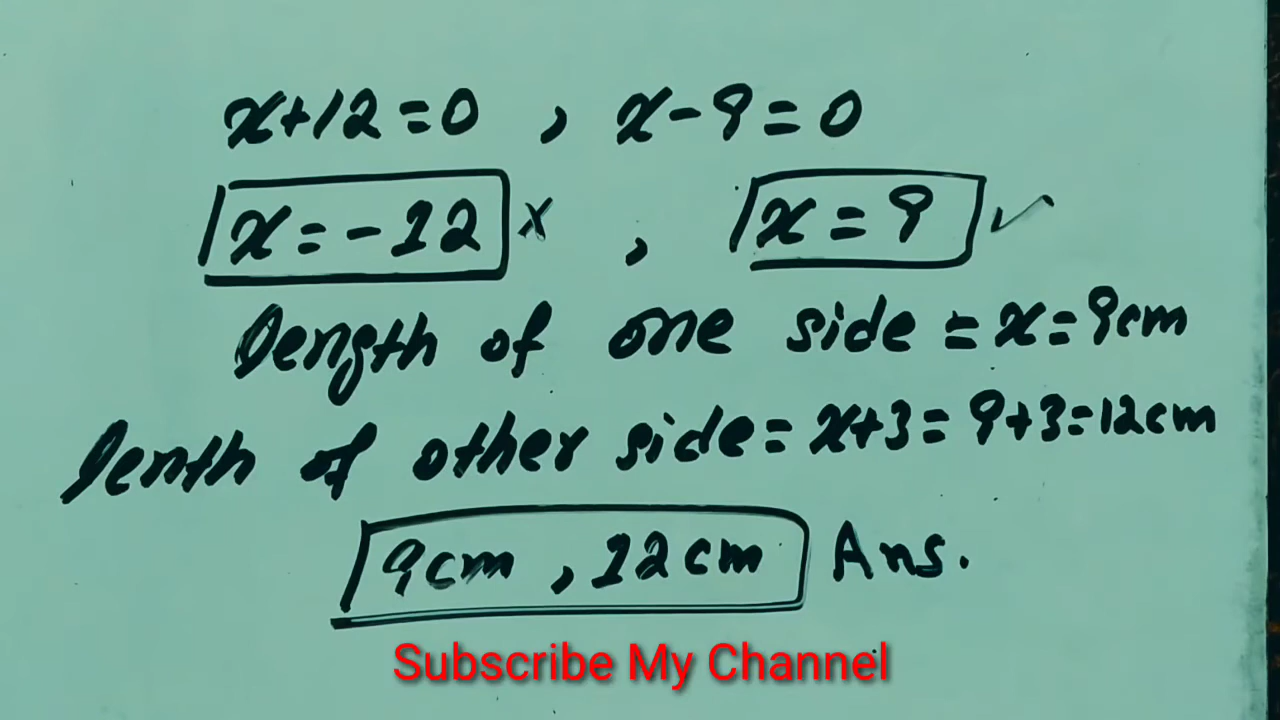 x+12=0 , x-9=0
x=-12 x , x=9 ✓
length of one side = x=9cm
lenth of other side= x+3= 9+3=12cm
9cm , 12cm Ans.
Subscribe My Channel